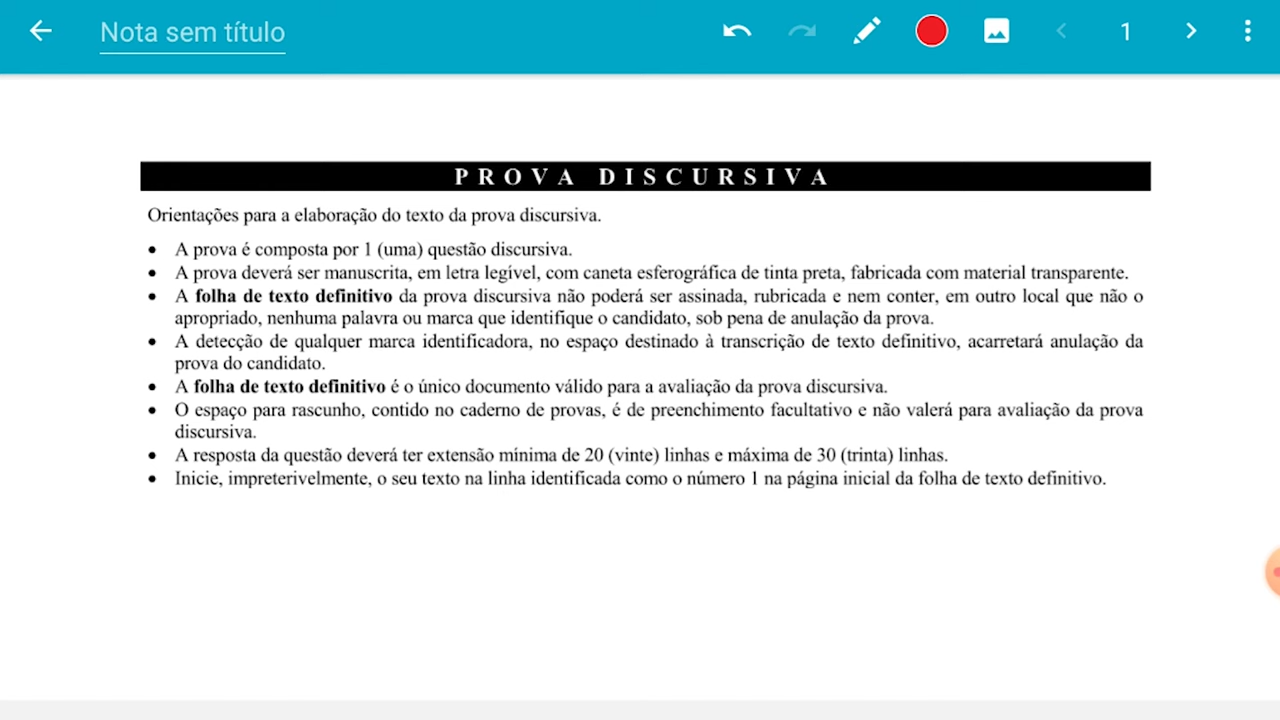 Nota sem título
1
PROVA DISCURSIVA
Orientações para a elaboração do texto da prova discursiva.
• A prova é composta por 1 (uma) questão discursiva.
• A prova deverá ser manuscrita, em letra legível, com caneta esferográfica de tinta preta, fabricada com material transparente.
• A folha de texto definitivo da prova discursiva não poderá ser assinada, rubricada e nem conter, em outro local que não o
apropriado, nenhuma palavra ou marca que identifique o candidato, sob pena de anulação da prova.
• A detecção de qualquer marca identificadora, no espaço destinado à transcrição de texto definitivo, acarretará anulação da
prova do candidato.
• A folha de texto definitivo é o único documento válido para a avaliação da prova discursiva.
• O espaço para rascunho, contido no caderno de provas, é de preenchimento facultativo e não valerá para avaliação da prova
discursiva.
• A resposta da questão deverá ter extensão mínima de 20 (vinte) linhas e máxima de 30 (trinta) linhas.
• Inicie, impreterivelmente, o seu texto na linha identificada como o número 1 na página inicial da folha de texto definitivo.